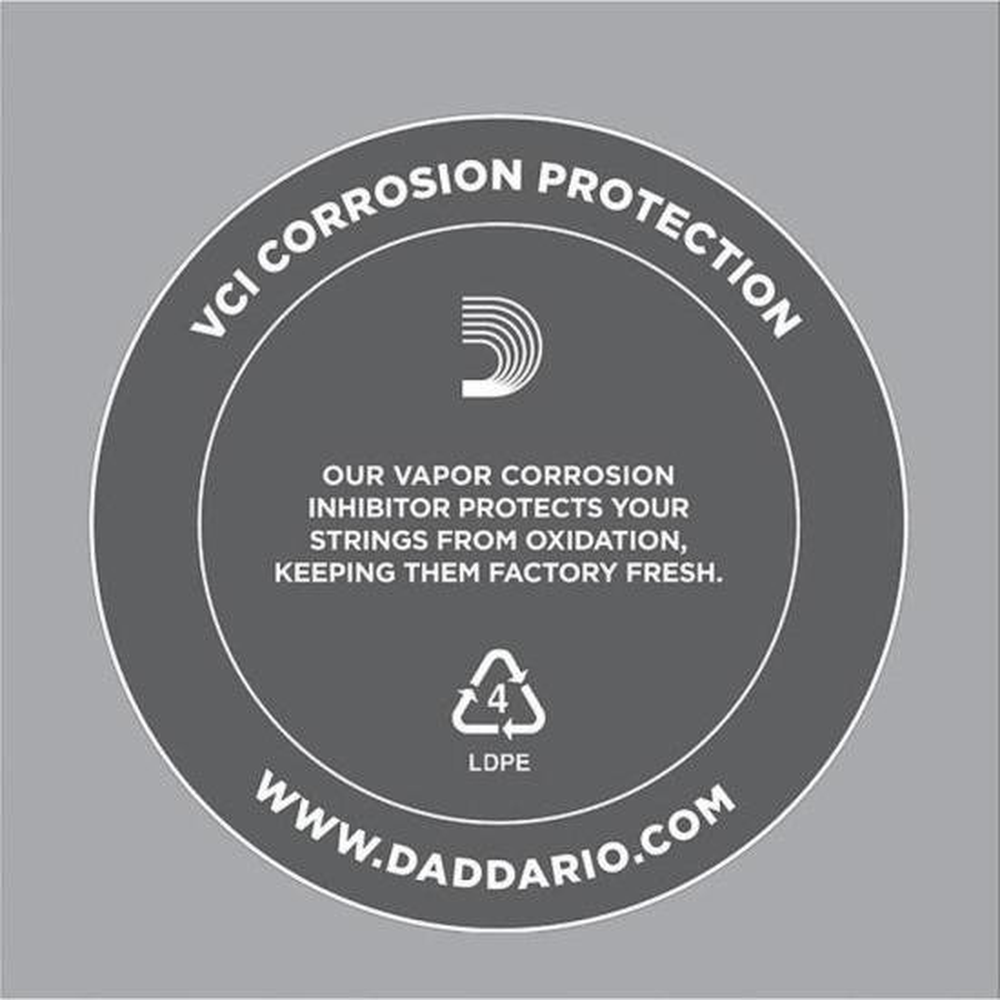 VCI CORROSION PROTECTION
OUR VAPOR CORROSION
INHIBITOR PROTECTS YOUR
STRINGS FROM OXIDATION,
KEEPING THEM FACTORY FRESH.
4
LDPE
WWW.DADDARIO.COM